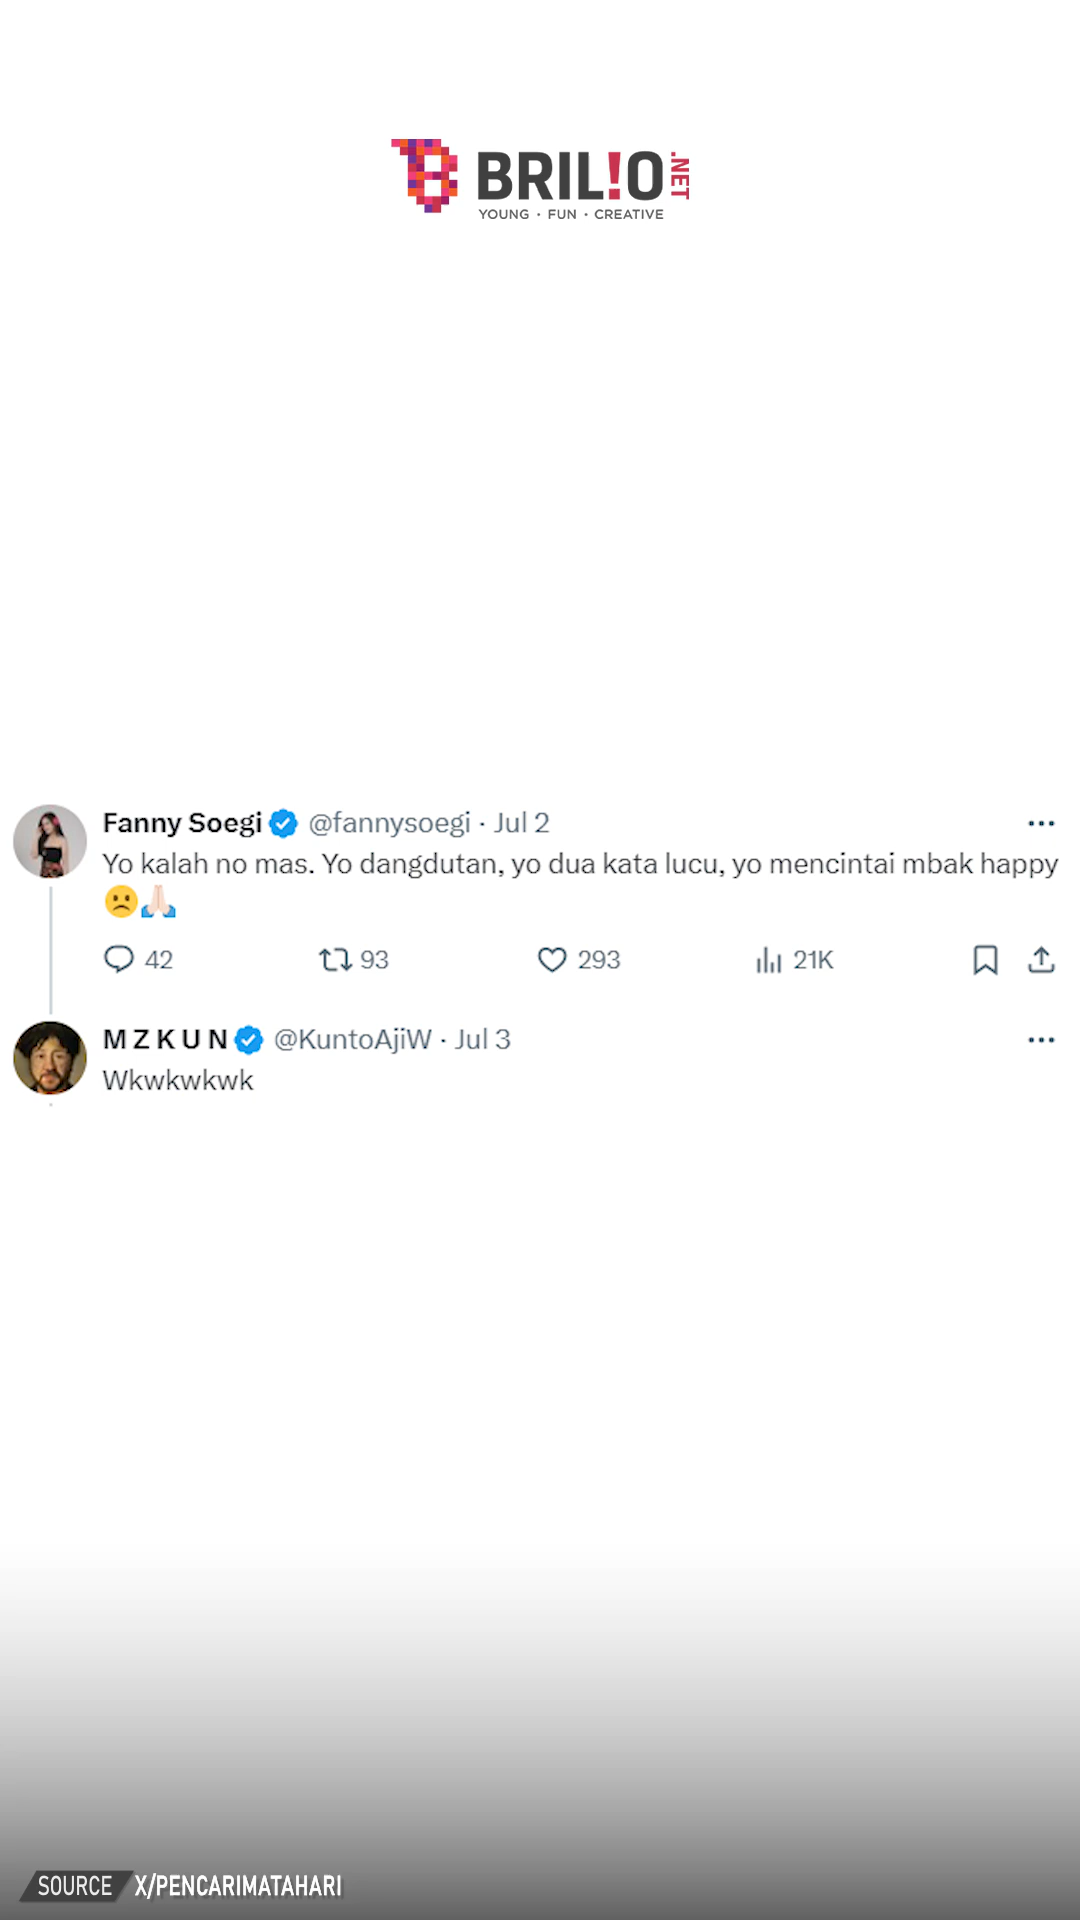 BRIL!O.NET
YOUNG · FUN · CREATIVE
Fanny Soegi @fannysoegi · Jul 2
Yo kalah no mas. Yo dangdutan, yo dua kata lucu, yo mencintai mbak happy
☹️🙏🏻
42 93 293 21K
M Z K U N @KuntoAjiW · Jul 3
Wkwkwkwk
SOURCE X/PENCARIMATAHARI